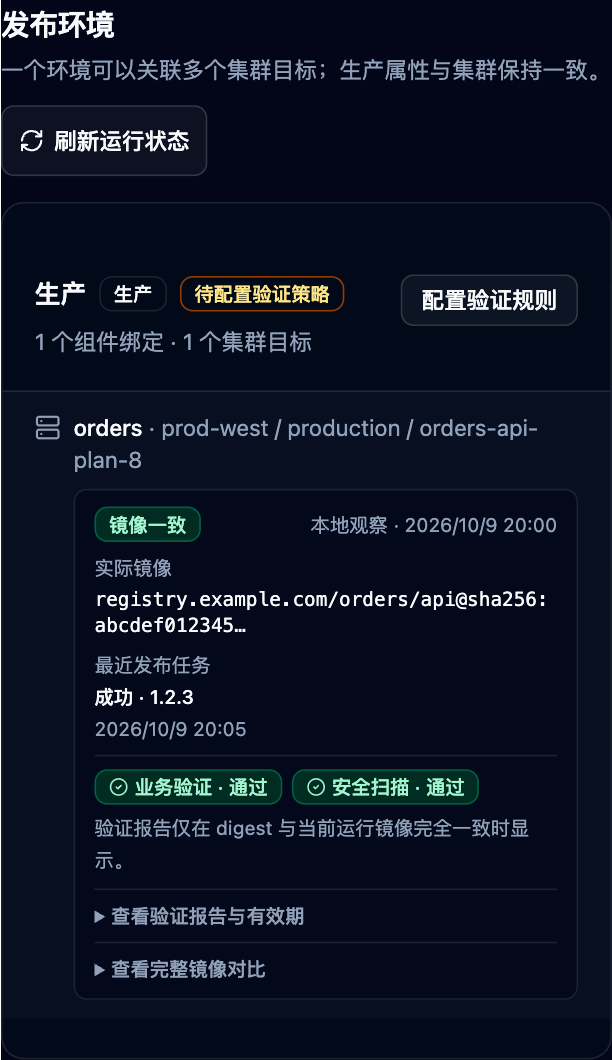 发布环境
一个环境可以关联多个集群目标；生产属性与集群保持一致。
刷新运行状态
生产 生产 待配置验证策略 配置验证规则
1 个组件绑定 · 1 个集群目标
orders · prod-west / production / orders-api-
plan-8
镜像一致 本地观察 · 2026/10/9 20:00
实际镜像
registry.example.com/orders/api@sha256:
abcdef012345…
最近发布任务
成功 · 1.2.3
2026/10/9 20:05
业务验证 · 通过 安全扫描 · 通过
验证报告仅在 digest 与当前运行镜像完全一致时显
示。
查看验证报告与有效期
查看完整镜像对比